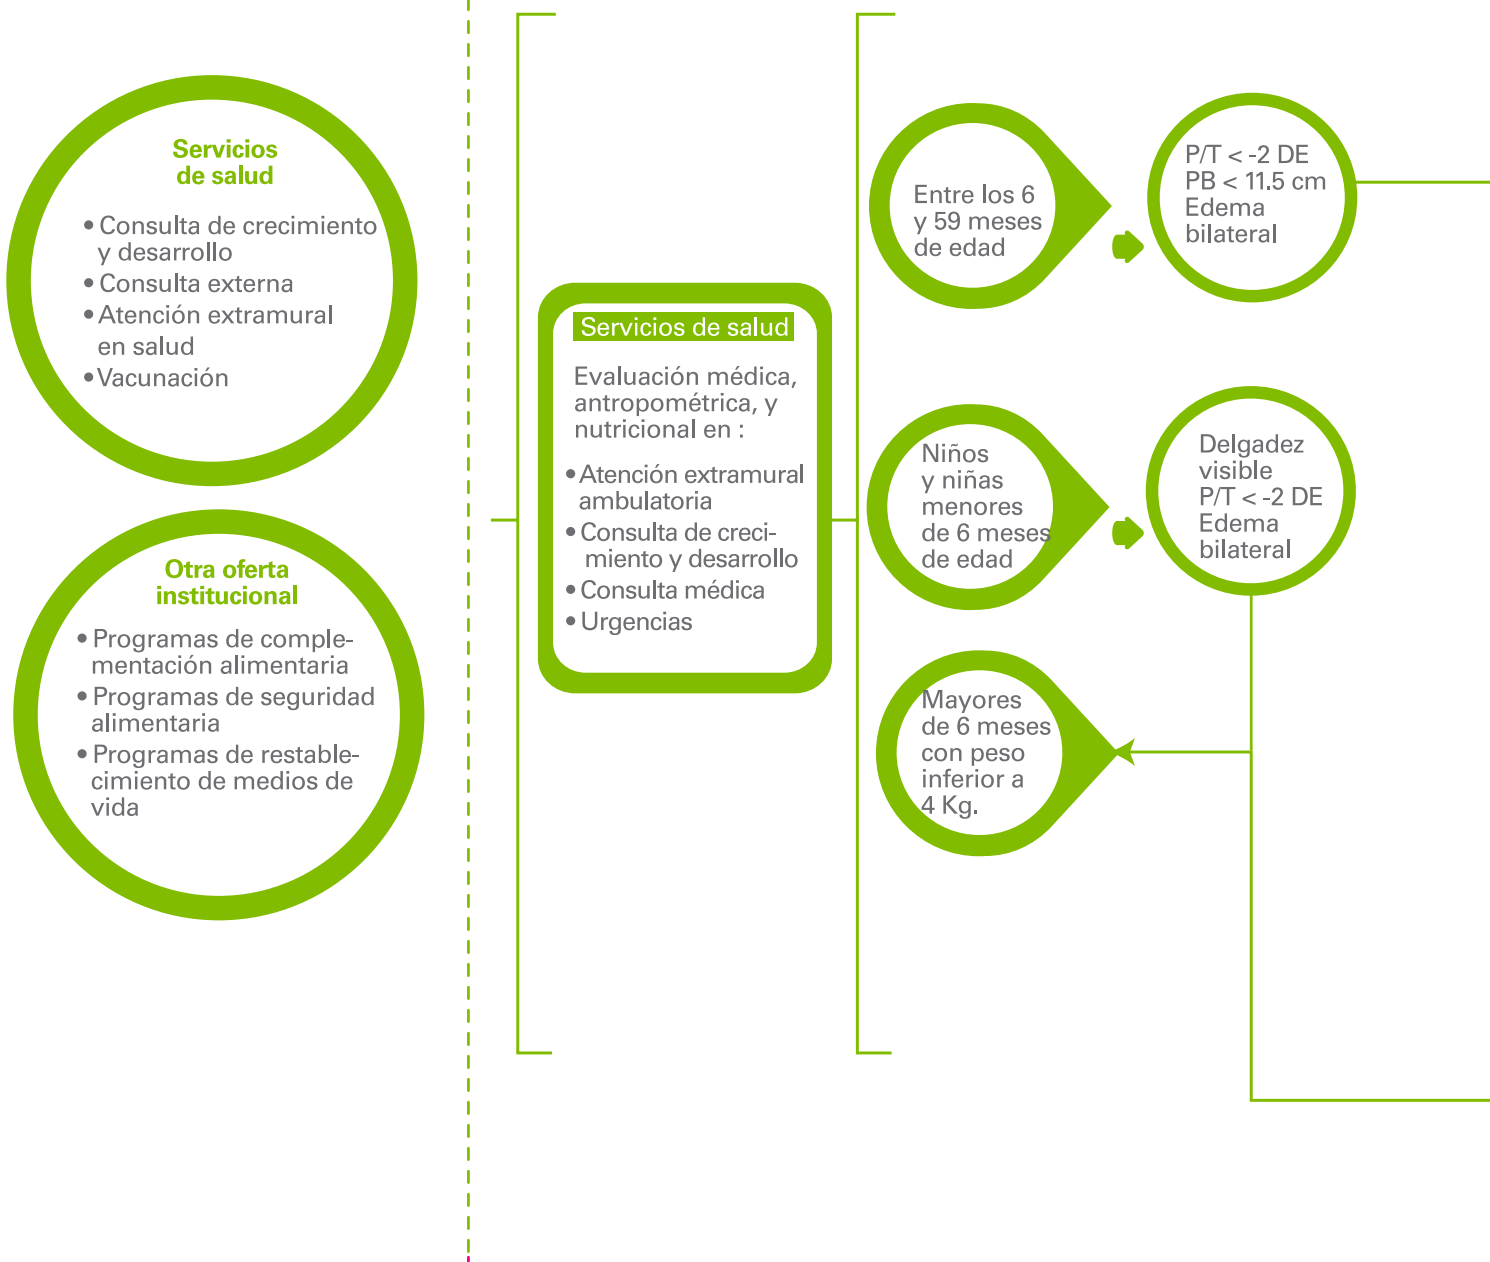 Servicios
de salud
• Consulta de crecimiento
y desarrollo
• Consulta externa
• Atención extramural
en salud
• Vacunación
Otra oferta
institucional
• Programas de comple-
mentación alimentaria
• Programas de seguridad
alimentaria
• Programas de restable-
cimiento de medios de
vida
Servicios de salud
Evaluación médica,
antropométrica, y
nutricional en :
• Atención extramural
ambulatoria
• Consulta de creci-
miento y desarrollo
• Consulta médica
• Urgencias
Entre los 6
y 59 meses
de edad
P/T < -2 DE
PB < 11.5 cm
Edema
bilateral
Niños
y niñas
menores
de 6 meses
de edad
Delgadez
visible
P/T < -2 DE
Edema
bilateral
Mayores
de 6 meses
con peso
inferior a
4 Kg.